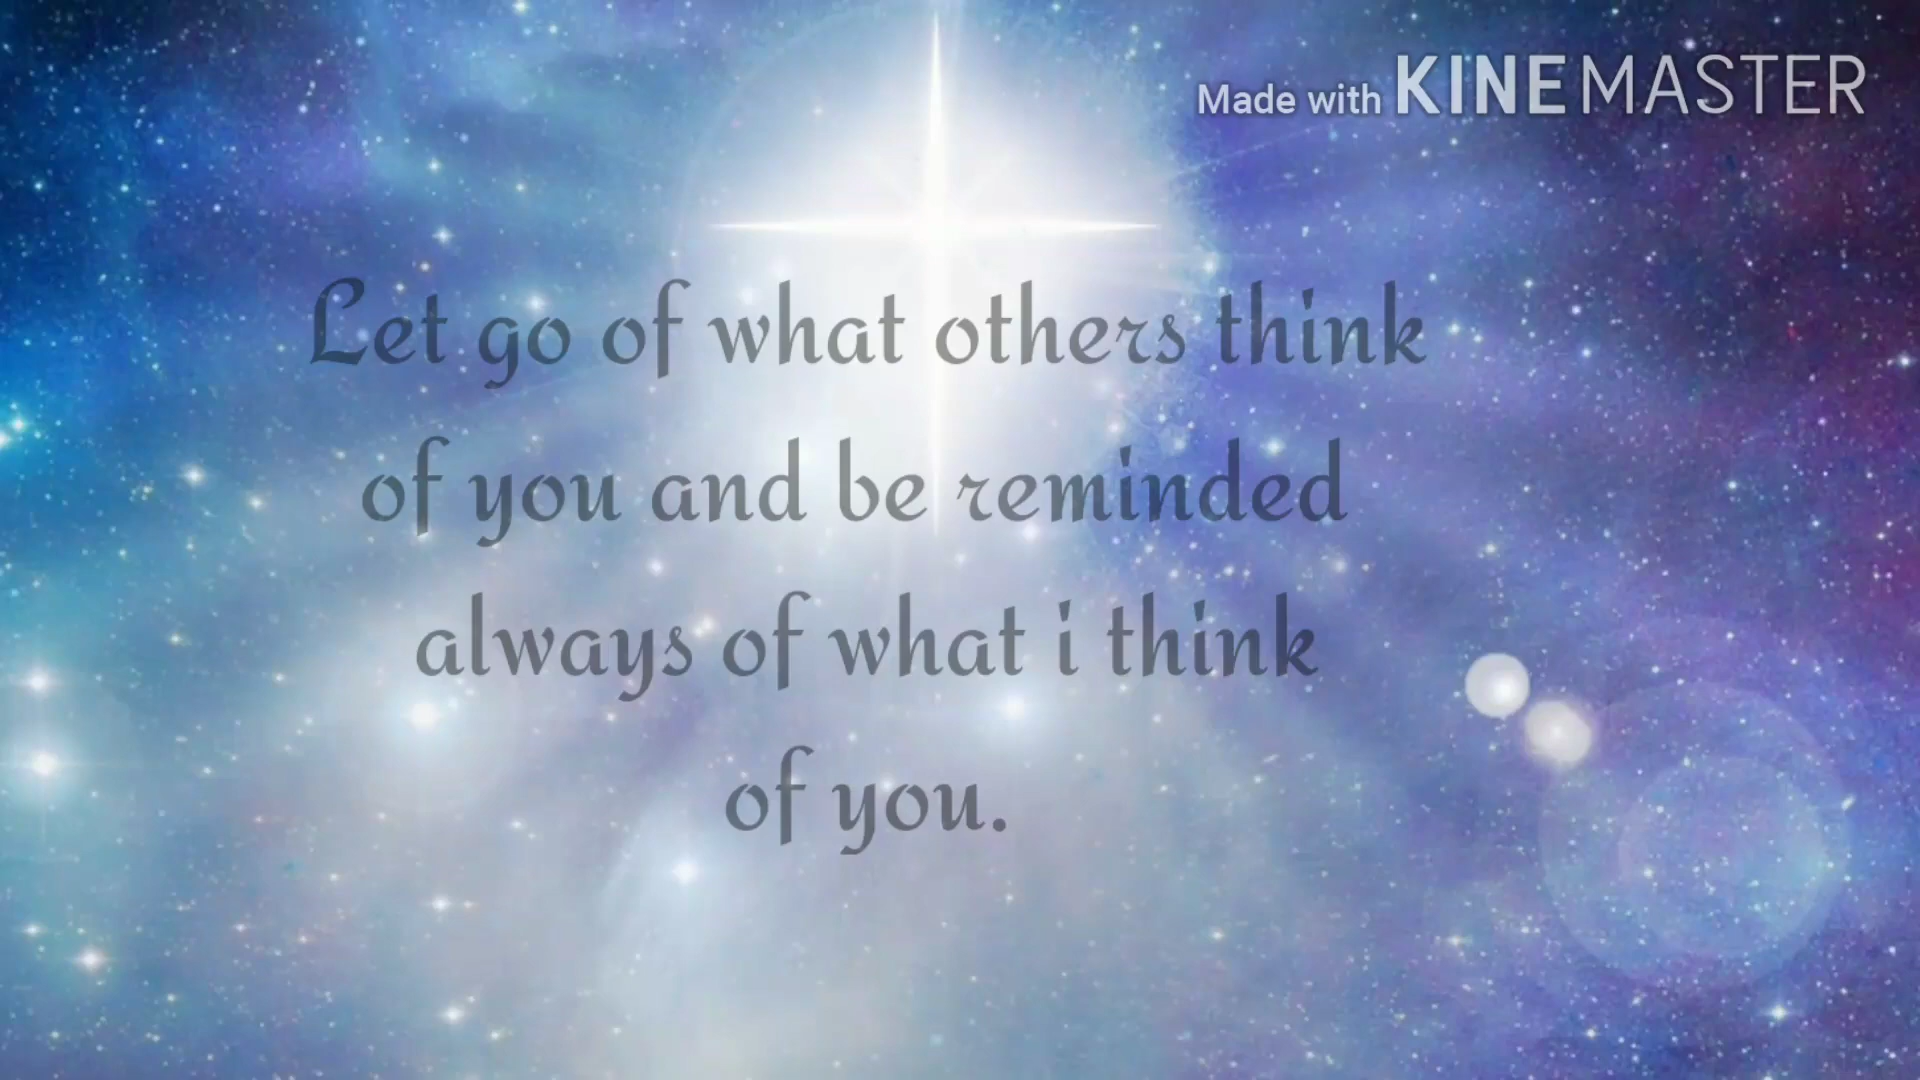 Made with KINEMASTER
Let go of what others think
of you and be reminded
always of what i think
of you.